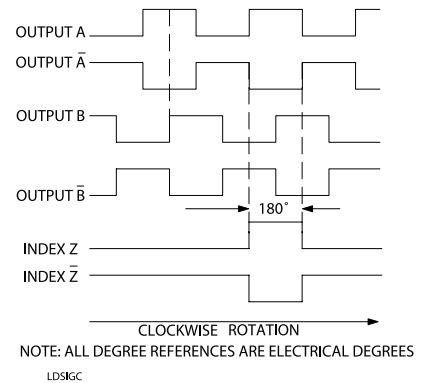 OUTPUT A
OUTPUT A̅
OUTPUT B
OUTPUT B̅
180°
INDEX Z
INDEX Z̅
CLOCKWISE ROTATION
NOTE: ALL DEGREE REFERENCES ARE ELECTRICAL DEGREES
LDSIGC